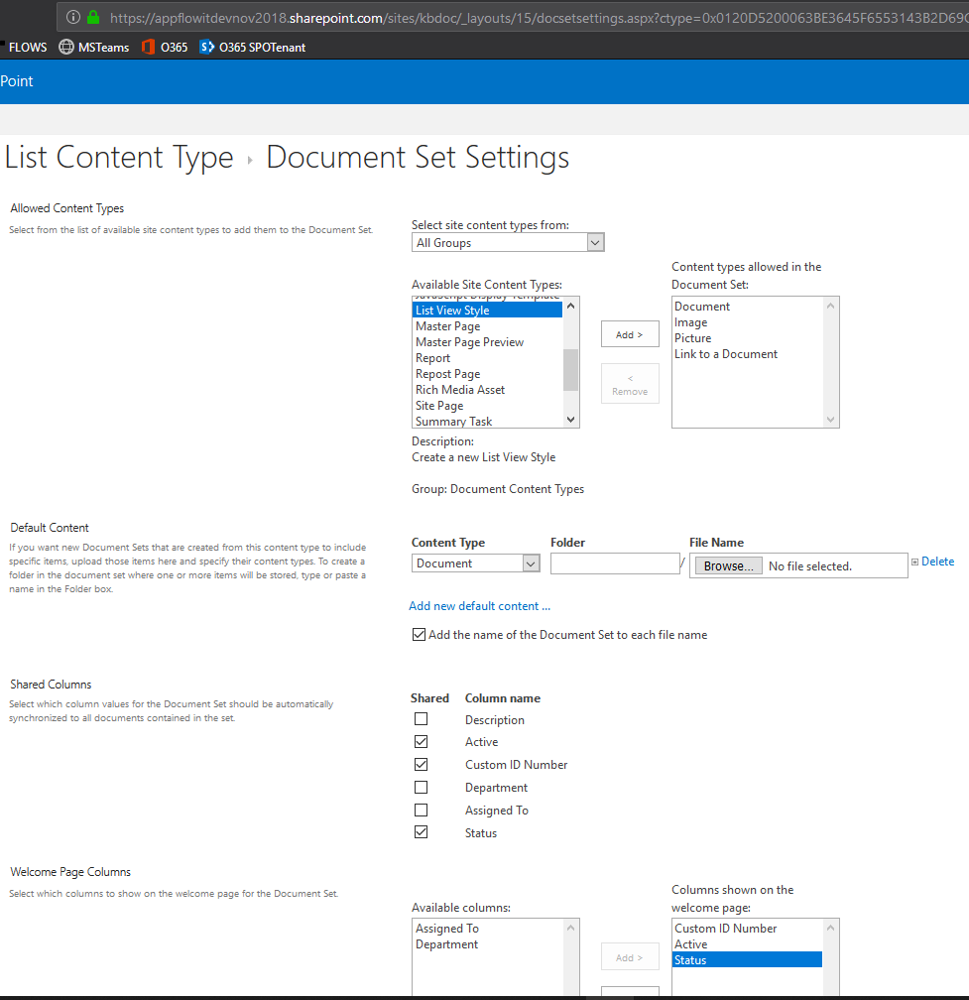 https://appflowitdevnov2018.sharepoint.com/sites/kbdoc/_layouts/15/docsetsettings.aspx?ctype=0x0120D5200063BE3645F6553143B2D69
FLOWS MSTeams O365 O365 SPOTenant
Point
List Content Type › Document Set Settings
Allowed Content Types
Select from the list of available site content types to add them to the Document Set.
Select site content types from:
All Groups
Available Site Content Types:
JavaScript Display Template
List View Style
Master Page
Master Page Preview
Report
Repost Page
Rich Media Asset
Site Page
Summary Task
Add >
<
Remove
Content types allowed in the
Document Set:
Document
Image
Picture
Link to a Document
Description:
Create a new List View Style
Group: Document Content Types
Default Content
If you want new Document Sets that are created from this content type to include
specific items, upload those items here and specify their content types. To create a
folder in the document set where one or more items will be stored, type or paste a
name in the Folder box.
Content Type Folder File Name
Document / Browse... No file selected. Delete
Add new default content ...
Add the name of the Document Set to each file name
Shared Columns
Select which column values for the Document Set should be automatically
synchronized to all documents contained in the set.
Shared Column name
Description
Active
Custom ID Number
Department
Assigned To
Status
Welcome Page Columns
Select which columns to show on the welcome page for the Document Set.
Available columns:
Assigned To
Department
Add >
Columns shown on the
welcome page:
Custom ID Number
Active
Status